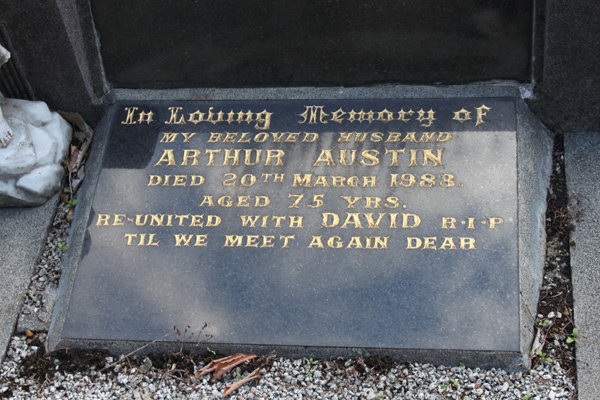 In Loving Memory of
MY BELOVED HUSBAND
ARTHUR AUSTIN
DIED 20TH MARCH 1983.
AGED 75 YRS.
RE-UNITED WITH DAVID R·I·P
TIL WE MEET AGAIN DEAR